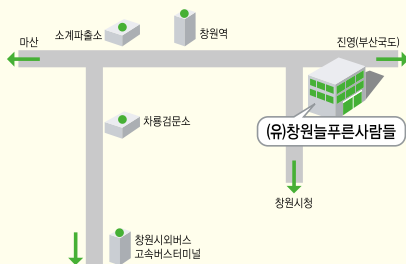 마산
소계파출소
창원역
진영(부산국도)
차룡검문소
(유)창원늘푸른사람들
창원시청
창원시외버스
고속버스터미널